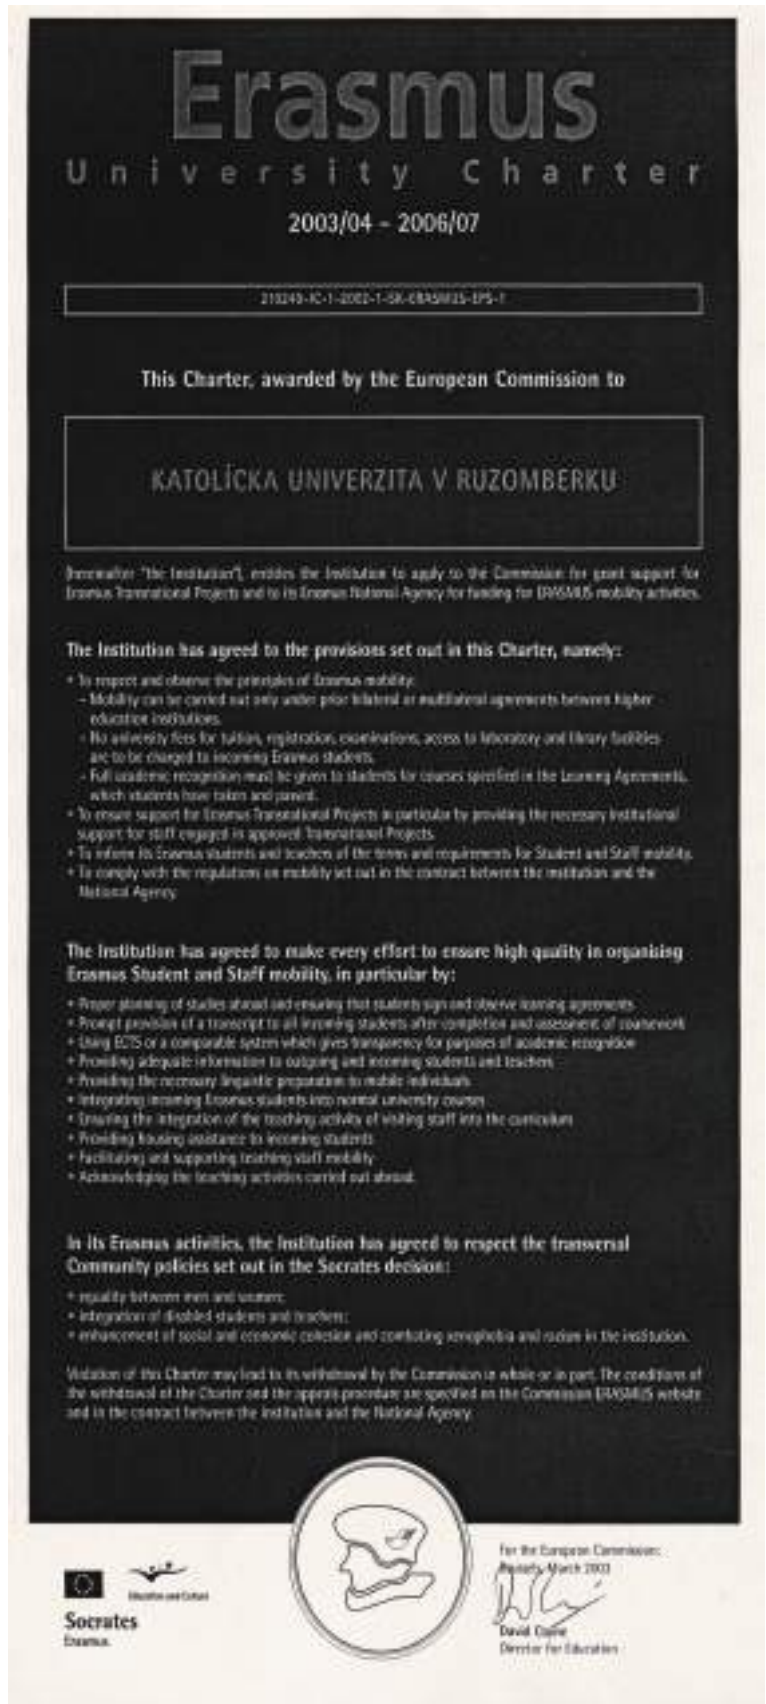 Erasmus
University Charter
2003/04 – 2006/07
This Charter, awarded by the European Commission to
KATOLÍCKA UNIVERZITA V RUZOMBERKU
(hereinafter "the Institution"), entitles the Institution to apply to the Commission for grant support for
Erasmus Transnational Projects and to its Erasmus National Agency for funding for ERASMUS mobility activities.
The Institution has agreed to the provisions set out in this Charter, namely:
• To respect and observe the principles of Erasmus mobility:
– Mobility can be carried out only under prior bilateral or multilateral agreements between higher
education institutions.
– No university fees for tuition, registration, examinations, access to laboratory and library facilities
are to be charged to incoming Erasmus students.
– Full academic recognition must be given to students for courses specified in the Learning Agreements,
which students have taken and passed.
• To ensure support for Erasmus Transnational Projects in particular by providing the necessary institutional
support for staff engaged in approved Transnational Projects.
• To inform its Erasmus students and teachers of the terms and requirements for Student and Staff mobility.
• To comply with the regulations on mobility set out in the contract between the institution and the
National Agency.
The Institution has agreed to make every effort to ensure high quality in organising
Erasmus Student and Staff mobility, in particular by:
• Proper planning of studies abroad and ensuring that students sign and observe learning agreements
• Prompt provision of a transcript to all incoming students after completion and assessment of coursework
• Using ECTS or a comparable system which gives transparency for purposes of academic recognition
• Providing adequate information to outgoing and incoming students and teachers
• Providing the necessary linguistic preparation to mobile individuals
• Integrating incoming Erasmus students into normal university courses
• Ensuring the integration of the teaching activity of visiting staff into the curriculum
• Providing housing assistance to incoming students
• Facilitating and supporting teaching staff mobility
• Acknowledging the teaching activities carried out abroad.
In its Erasmus activities, the Institution has agreed to respect the transversal
Community policies set out in the Socrates decision:
• equality between men and women;
• integration of disabled students and teachers;
• enhancement of social and economic cohesion and combating xenophobia and racism in the institution.
Violation of this Charter may lead to its withdrawal by the Commission in whole or in part. The conditions of
the withdrawal of the Charter and the appeals procedure are specified on the Commission ERASMUS website
and in the contract between the institution and the National Agency.
For the European Commission:
Brussels, March 2003
Education and Culture
Socrates
Erasmus
David Coyne
Director for Education